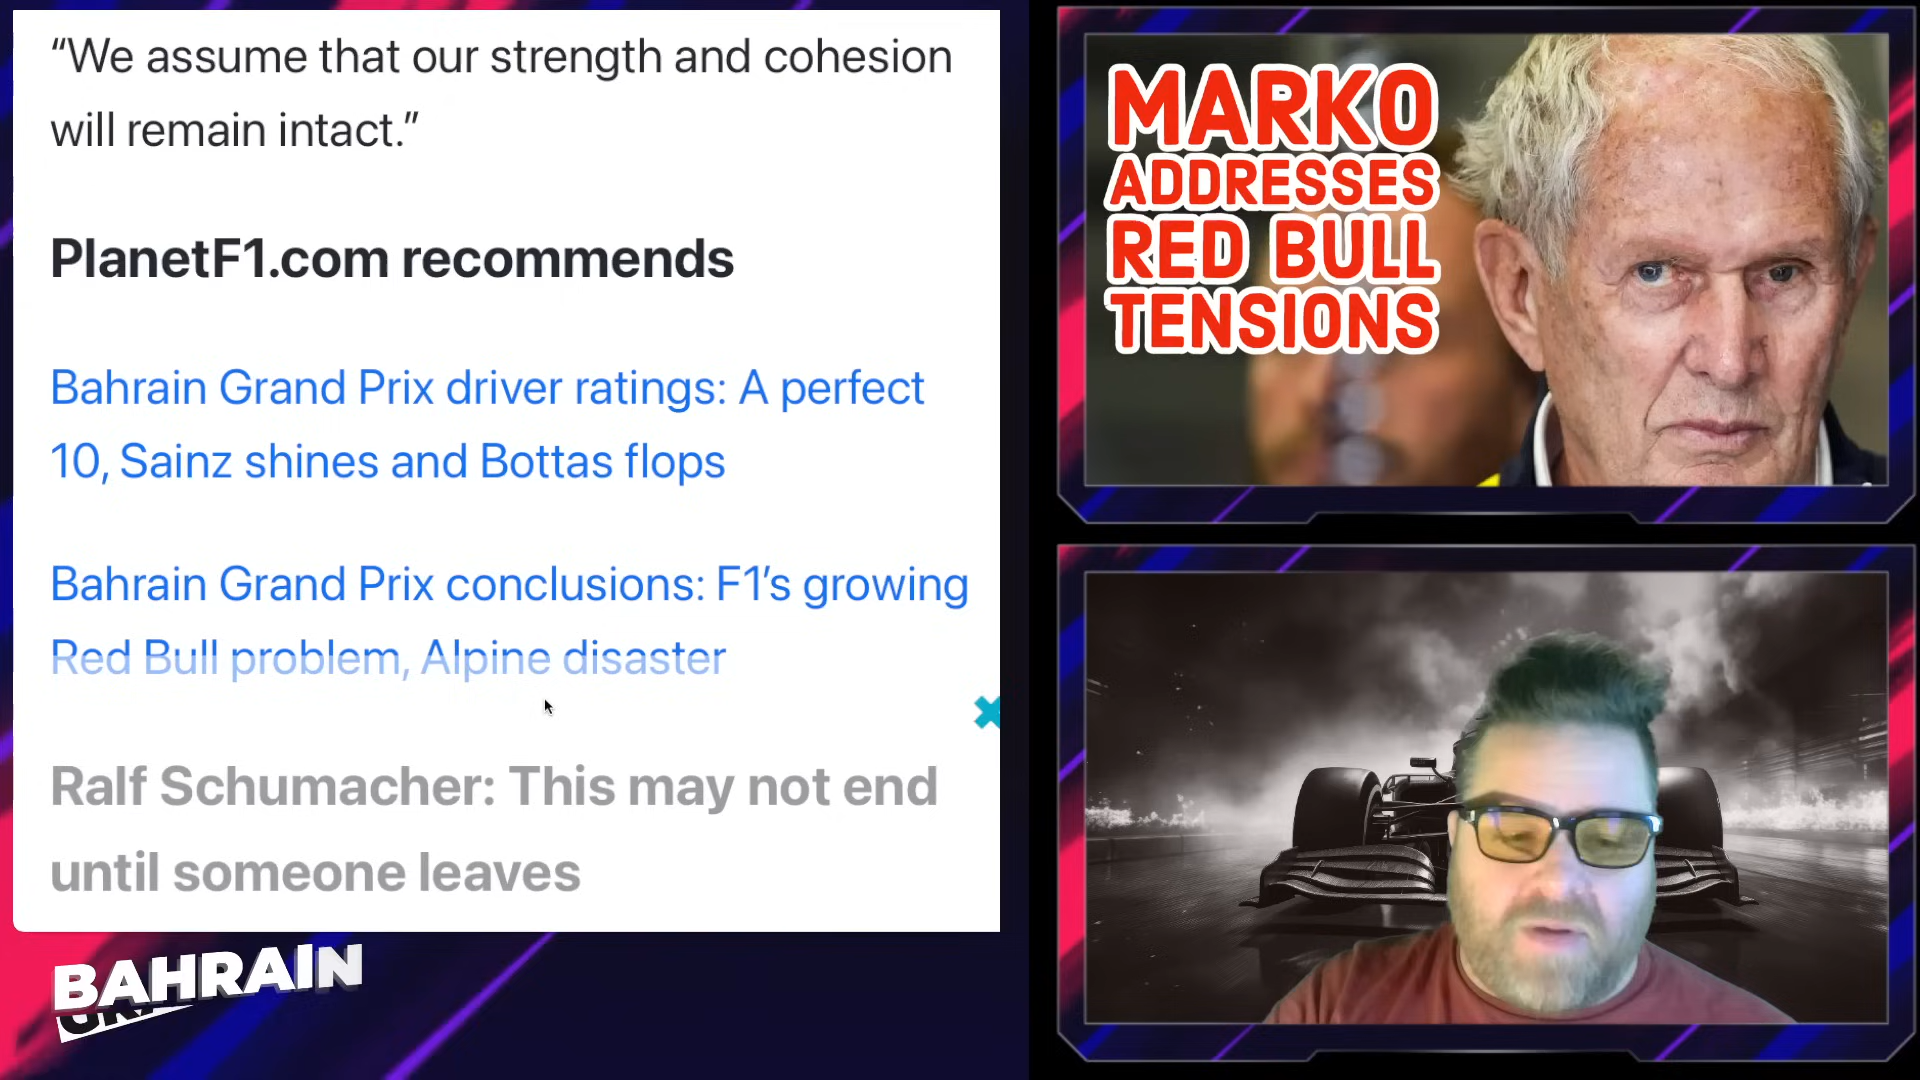 “We assume that our strength and cohesion
will remain intact.”
PlanetF1.com recommends
Bahrain Grand Prix driver ratings: A perfect
10, Sainz shines and Bottas flops
Bahrain Grand Prix conclusions: F1’s growing
Red Bull problem, Alpine disaster
Ralf Schumacher: This may not end
until someone leaves
BAHRAIN
MARKO
ADDRESSES
RED BULL
TENSIONS